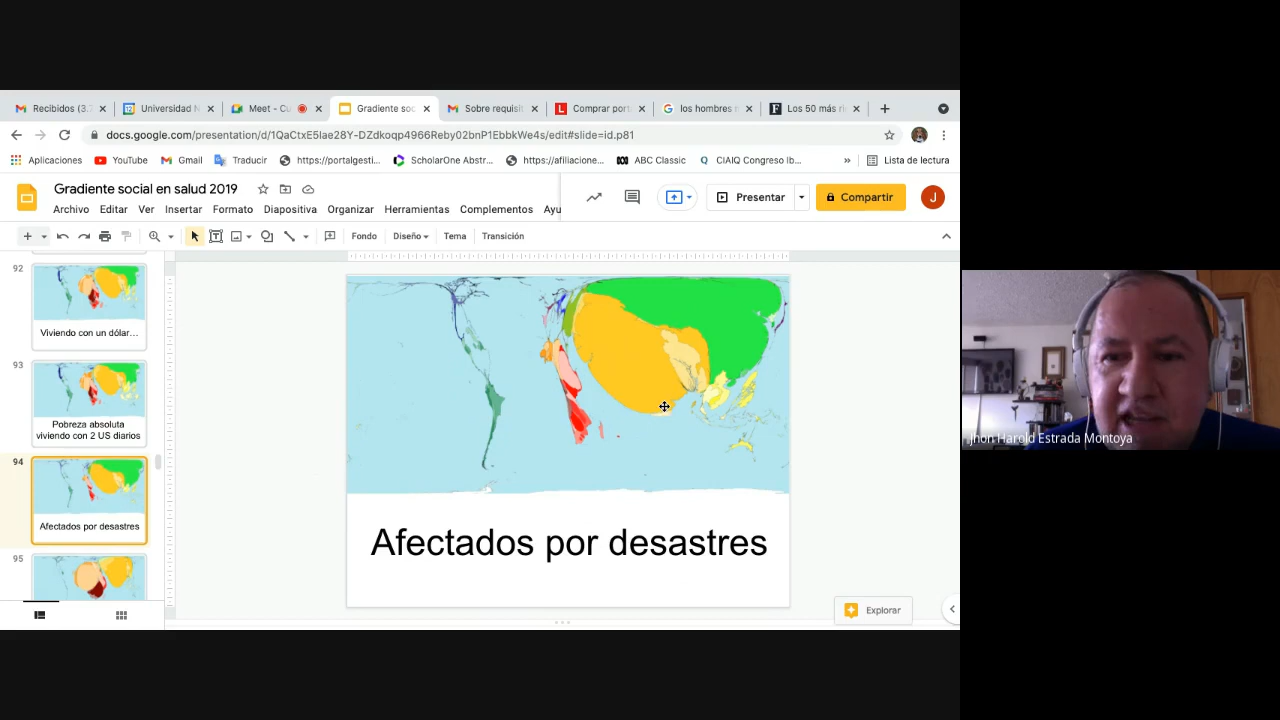 Recibidos (3.
Universidad N
Meet - Cu
Gradiente soc
Sobre requisit
Comprar port
los hombres m
Los 50 más ri
docs.google.com/presentation/d/1QaCtxE5Iae28Y-DZdkoqp4966Reby02bnP1EbbkWe4s/edit#slide=id.p81
Aplicaciones
YouTube
Gmail
Traducir
https://portalgesti...
ScholarOne Abstr...
https://afiliacione...
ABC Classic
CIAIQ Congreso Ib...
»
Lista de lectura
Gradiente social en salud 2019
Archivo Editar Ver Insertar Formato Diapositiva Organizar Herramientas Complementos Ayu
Presentar
Compartir
J
Fondo
Diseño
Tema
Transición
92
Viviendo con un dólar...
93
Pobreza absoluta
viviendo con 2 US diarios
94
Afectados por desastres
95
Afectados por desastres
Explorar
Jhon Harold Estrada Montoya